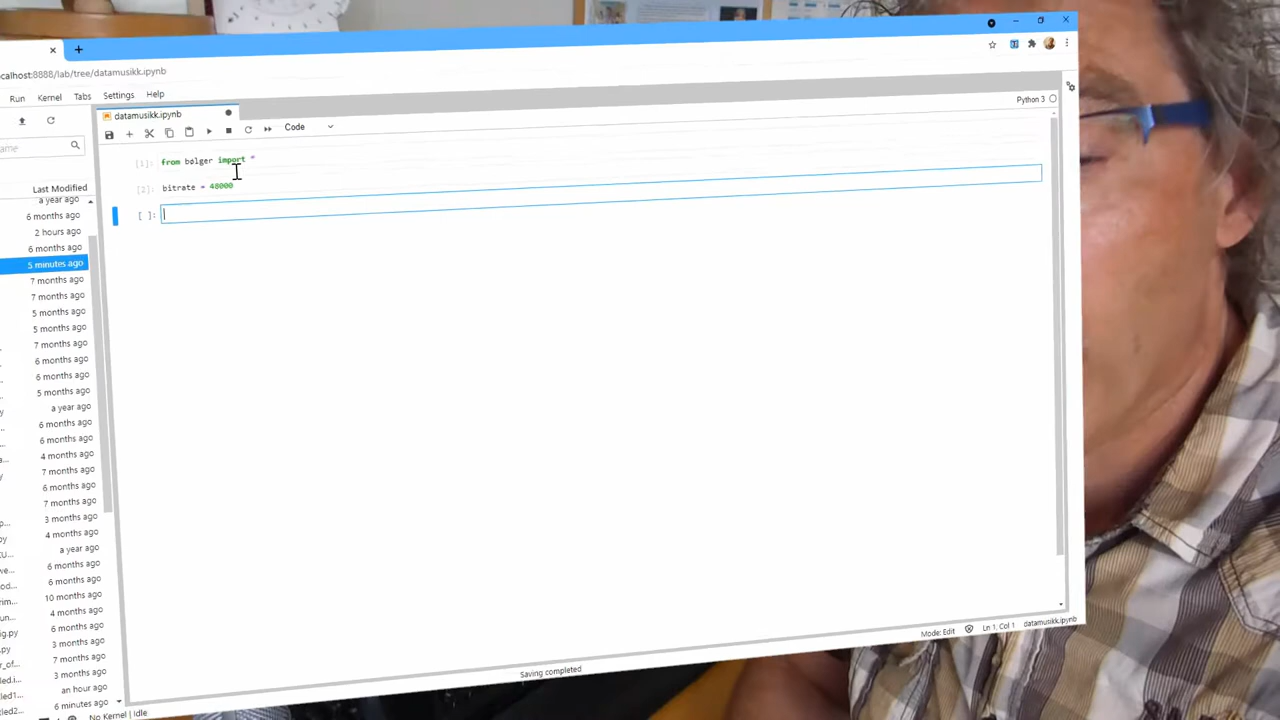 localhost:8888/lab/tree/datamusikk.ipynb
Run Kernel Tabs Settings Help
datamusikk.ipynb
Code
Python 3
name
Last Modified
a year ago
6 months ago
2 hours ago
6 months ago
5 minutes ago
7 months ago
7 months ago
5 months ago
5 months ago
7 months ago
6 months ago
6 months ago
5 months ago
a year ago
6 months ago
6 months ago
4 months ago
7 months ago
6 months ago
7 months ago
3 months ago
4 months ago
a year ago
6 months ago
5 months ago
10 months ago
4 months ago
6 months ago
3 months ago
7 months ago
3 months ago
an hour ago
6 minutes ago
[1]: from bølger import *
[2]: bitrate = 48000
[ ]:
No Kernel | Idle
Saving completed
Mode: Edit
Ln 1, Col 1 datamusikk.ipynb